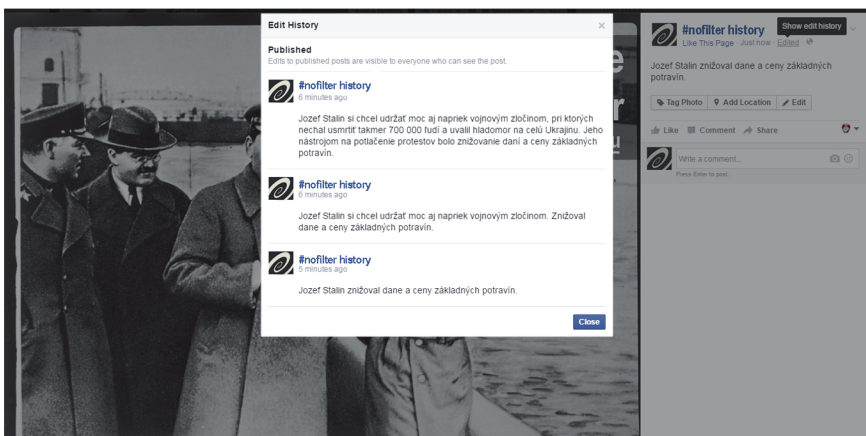 Edit History
Published
Edits to published posts are visible to everyone who can see the post.
#nofilter history
6 minutes ago
Jozef Stalin si chcel udržať moc aj napriek vojnovým zločinom, pri ktorých
nechal usmrtiť takmer 700 000 ľudí a uvalil hladomor na celú Ukrajinu. Jeho
nástrojom na potlačenie protestov bolo znižovanie daní a ceny základných
potravín.
#nofilter history
6 minutes ago
Jozef Stalin si chcel udržať moc aj napriek vojnovým zločinom. Znižoval
dane a ceny základných potravín.
#nofilter history
5 minutes ago
Jozef Stalin znižoval dane a ceny základných potravín.
Close
#nofilter history
Show edit history
Like This Page · Just now · Edited ·
Jozef Stalin znižoval dane a ceny základných
potravín.
Tag Photo
Add Location
Edit
Like
Comment
Share
Write a comment...
Press Enter to post.